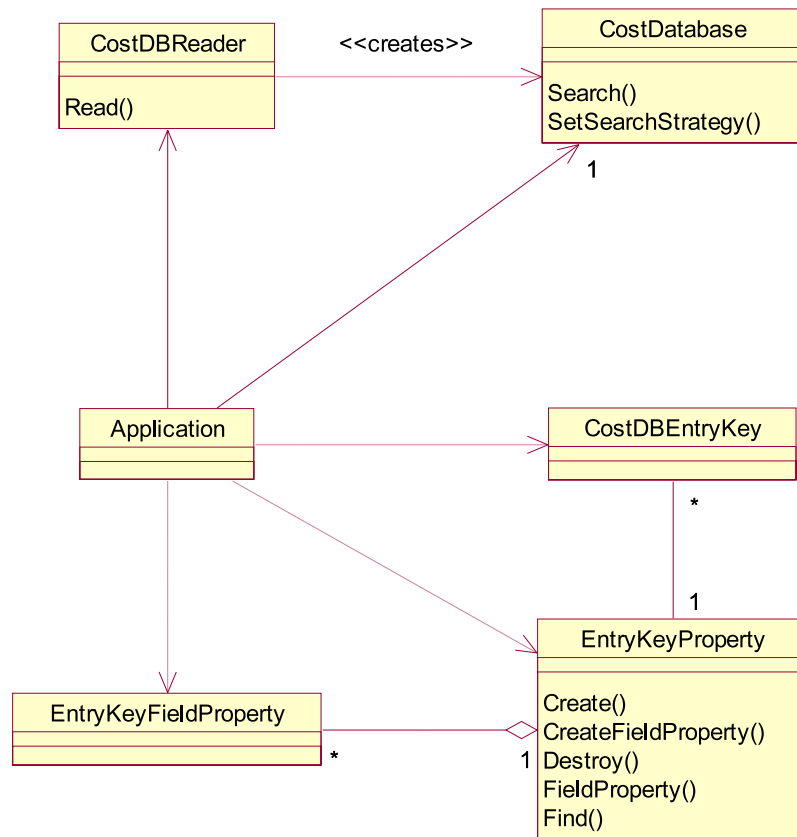 CostDBReader
Read()
<<creates>>
CostDatabase
Search()
SetSearchStrategy()
1
Application
CostDBEntryKey
*
1
EntryKeyProperty
Create()
CreateFieldProperty()
Destroy()
FieldProperty()
Find()
EntryKeyFieldProperty
*
1